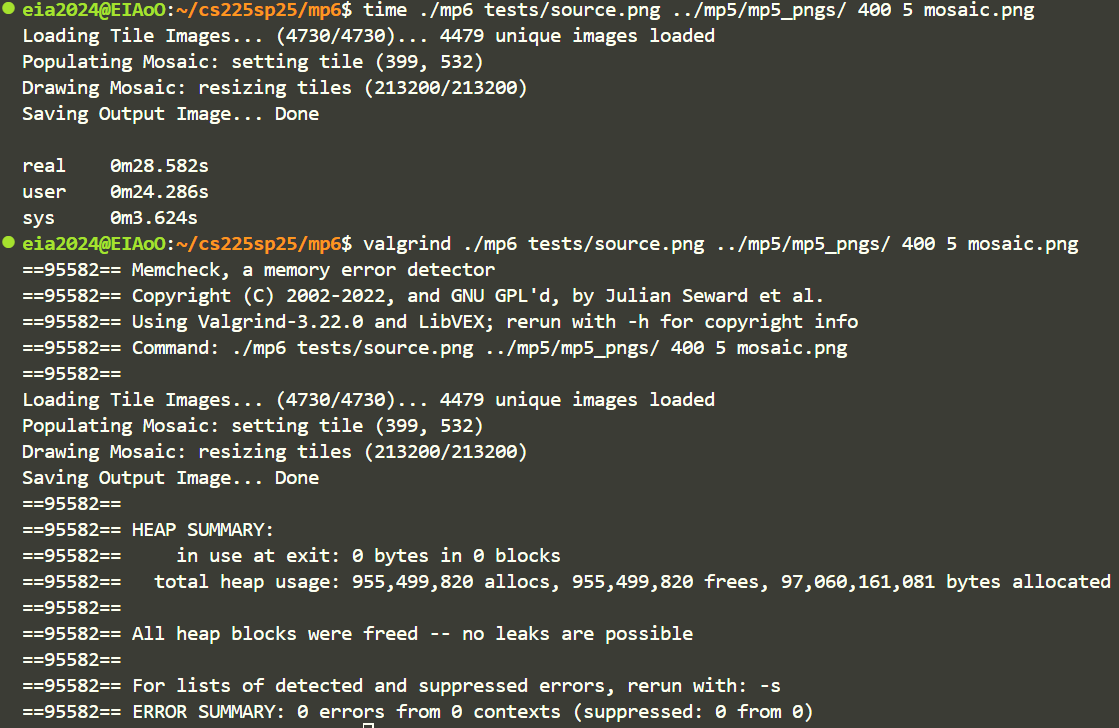 eia2024@EIAoO:~/cs225sp25/mp6$ time ./mp6 tests/source.png ../mp5/mp5_pngs/ 400 5 mosaic.png
Loading Tile Images... (4730/4730)... 4479 unique images loaded
Populating Mosaic: setting tile (399, 532)
Drawing Mosaic: resizing tiles (213200/213200)
Saving Output Image... Done
real    0m28.582s
user    0m24.286s
sys     0m3.624s
eia2024@EIAoO:~/cs225sp25/mp6$ valgrind ./mp6 tests/source.png ../mp5/mp5_pngs/ 400 5 mosaic.png
==95582== Memcheck, a memory error detector
==95582== Copyright (C) 2002-2022, and GNU GPL'd, by Julian Seward et al.
==95582== Using Valgrind-3.22.0 and LibVEX; rerun with -h for copyright info
==95582== Command: ./mp6 tests/source.png ../mp5/mp5_pngs/ 400 5 mosaic.png
==95582==
Loading Tile Images... (4730/4730)... 4479 unique images loaded
Populating Mosaic: setting tile (399, 532)
Drawing Mosaic: resizing tiles (213200/213200)
Saving Output Image... Done
==95582==
==95582== HEAP SUMMARY:
==95582==     in use at exit: 0 bytes in 0 blocks
==95582==   total heap usage: 955,499,820 allocs, 955,499,820 frees, 97,060,161,081 bytes allocated
==95582==
==95582== All heap blocks were freed -- no leaks are possible
==95582==
==95582== For lists of detected and suppressed errors, rerun with: -s
==95582== ERROR SUMMARY: 0 errors from 0 contexts (suppressed: 0 from 0)